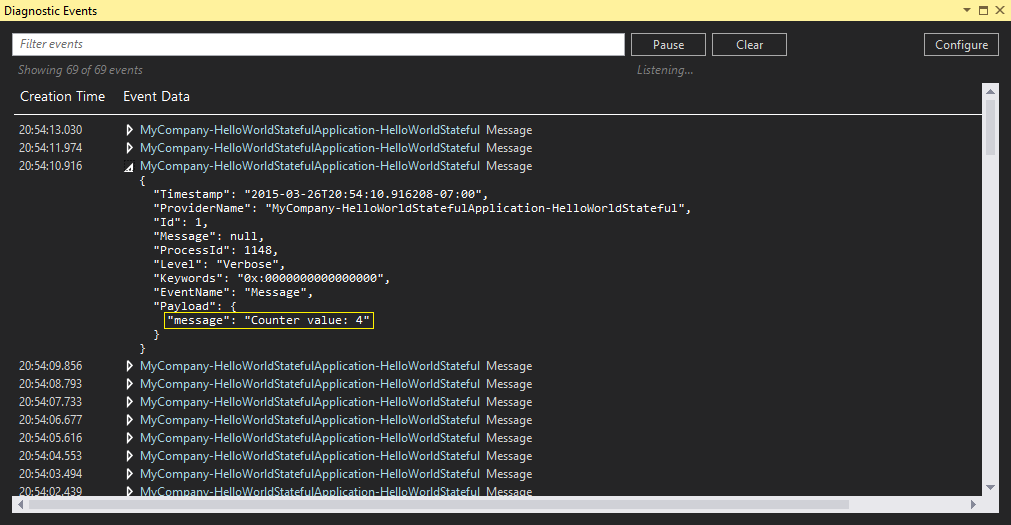 Diagnostic Events
Filter events
Pause
Clear
Configure
Showing 69 of 69 events
Listening...
Creation Time Event Data
20:54:13.030 MyCompany-HelloWorldStatefulApplication-HelloWorldStateful Message
20:54:11.974 MyCompany-HelloWorldStatefulApplication-HelloWorldStateful Message
20:54:10.916 MyCompany-HelloWorldStatefulApplication-HelloWorldStateful Message
{
"Timestamp": "2015-03-26T20:54:10.916208-07:00",
"ProviderName": "MyCompany-HelloWorldStatefulApplication-HelloWorldStateful",
"Id": 1,
"Message": null,
"ProcessId": 1148,
"Level": "Verbose",
"Keywords": "0x:0000000000000000",
"EventName": "Message",
"Payload": {
"message": "Counter value: 4"
}
}
20:54:09.856 MyCompany-HelloWorldStatefulApplication-HelloWorldStateful Message
20:54:08.793 MyCompany-HelloWorldStatefulApplication-HelloWorldStateful Message
20:54:07.733 MyCompany-HelloWorldStatefulApplication-HelloWorldStateful Message
20:54:06.677 MyCompany-HelloWorldStatefulApplication-HelloWorldStateful Message
20:54:05.616 MyCompany-HelloWorldStatefulApplication-HelloWorldStateful Message
20:54:04.553 MyCompany-HelloWorldStatefulApplication-HelloWorldStateful Message
20:54:03.494 MyCompany-HelloWorldStatefulApplication-HelloWorldStateful Message
20:54:02.439 MyCompany-HelloWorldStatefulApplication-HelloWorldStateful Message